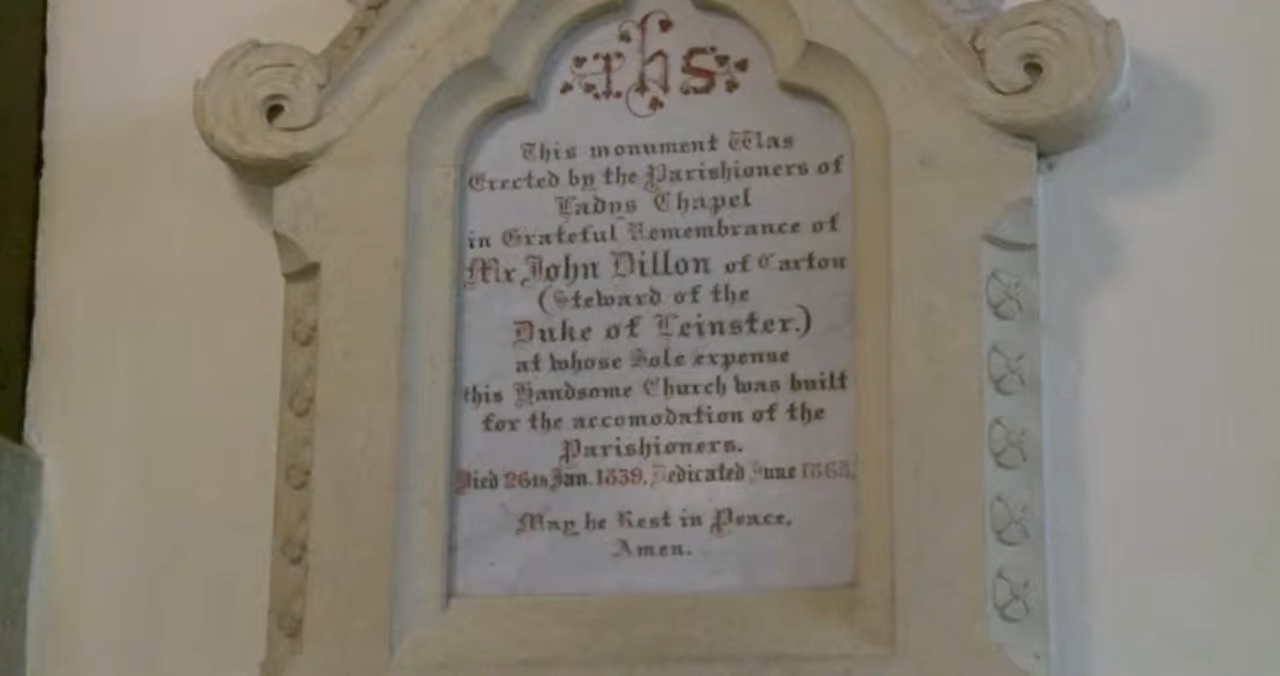 ihs
This monument Was
Erected by the Parishioners of
Ladys Chapel
in Grateful Remembrance of
Mr John Dillon of Carton
(Steward of the
Duke of Leinster.)
at whose Sole expense
this Handsome Church was built
for the accomodation of the
Parishioners.
Died 26th Jan. 1839. Dedicated June
May he Rest in Peace.
Amen.